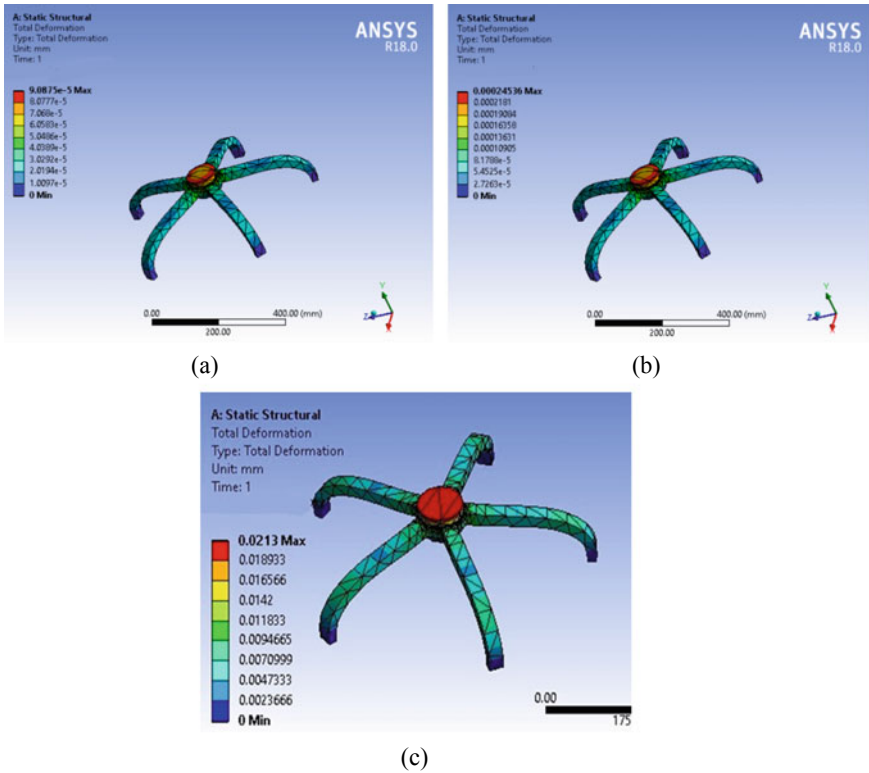 A: Static Structural
Total Deformation
Type: Total Deformation
Unit: mm
Time: 1
ANSYS
R18.0
9.0875e-5 Max
8.0777e-5
7.068e-5
6.0583e-5
5.0486e-5
4.0389e-5
3.0292e-5
2.0194e-5
1.0097e-5
0 Min
0.00
400.00 (mm)
200.00
Y
Z
X
(a)
A: Static Structural
Total Deformation
Type: Total Deformation
Unit: mm
Time: 1
ANSYS
R18.0
0.00024536 Max
0.0002181
0.00019084
0.00016358
0.00013631
0.00010905
8.1788e-5
5.4525e-5
2.7263e-5
0 Min
0.00
400.00 (mm)
200.00
Y
Z
X
(b)
A: Static Structural
Total Deformation
Type: Total Deformation
Unit: mm
Time: 1
0.0213 Max
0.018933
0.016566
0.0142
0.011833
0.0094665
0.0070999
0.0047333
0.0023666
0 Min
0.00
175
(c)